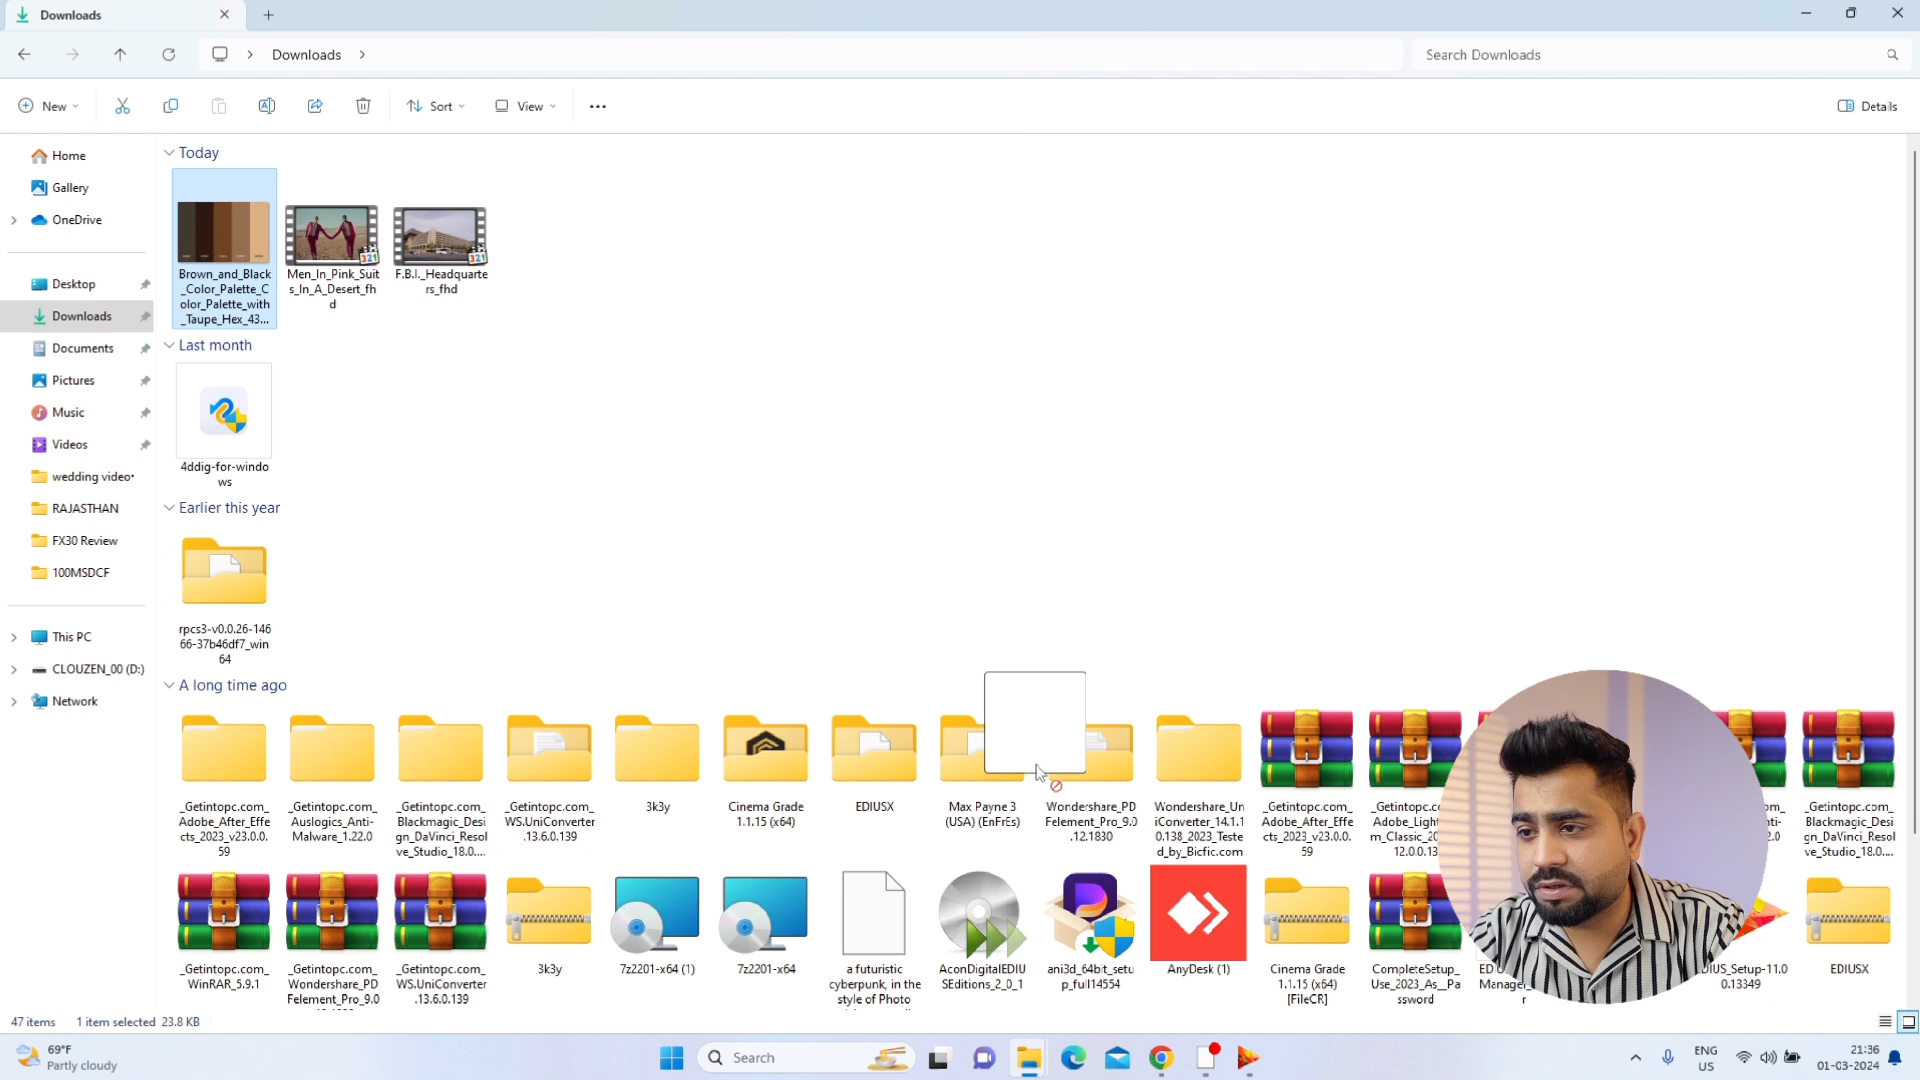 Downloads
Downloads
Search Downloads
New
Sort
View
Details
Home
Gallery
OneDrive
Desktop
Downloads
Documents
Pictures
Music
Videos
wedding video
RAJASTHAN
FX30 Review
100MSDCF
This PC
CLOUZEN_00 (D:)
Network
Today
Brown_and_Black
_Color_Palette_C
olor_Palette_with
_Taupe_Hex_43...
Men_In_Pink_Suit
s_In_A_Desert_fh
d
F.B.I._Headquarte
rs_fhd
Last month
4ddig-for-windo
ws
Earlier this year
rpcs3-v0.0.26-146
66-37b46df7_win
64
A long time ago
_Getintopc.com_
Adobe_After_Effe
cts_2023_v23.0.0.
59
_Getintopc.com_
Auslogics_Anti-
Malware_1.22.0
_Getintopc.com_
Blackmagic_Desi
gn_DaVinci_Resol
ve_Studio_18.0....
_Getintopc.com_
WS.UniConverter
.13.6.0.139
3k3y
Cinema Grade
1.1.15 (x64)
EDIUSX
Max Payne 3
(USA) (EnFrEs)
Wondershare_PD
Felement_Pro_9.0
.12.1830
Wondershare_Un
iConverter_14.1.1
0.138_2023_Teste
d_by_Bicfic.com
_Getintopc.com_
Adobe_After_Effe
cts_2023_v23.0.0.
59
_Getintopc.com_
Blackmagic_Desi
gn_DaVinci_Resol
ve_Studio_18.0....
_Getintopc.com_
WinRAR_5.9.1
_Getintopc.com_
Wondershare_PD
Felement_Pro_9.0
_Getintopc.com_
WS.UniConverter
.13.6.0.139
3k3y
7z2201-x64 (1)
7z2201-x64
a futuristic
cyberpunk, in the
style of Photo
AconDigitalEDIU
SEditions_2_0_1
ani3d_64bit_setu
p_full14554
AnyDesk (1)
Cinema Grade
1.1.15 (x64)
[FileCR]
CompleteSetup_
Use_2023_As_Pa
ssword
EDIUSX
47 items
1 item selected 23.8 KB
69°F
Partly cloudy
Search
ENG
US
21:36
01-03-2024